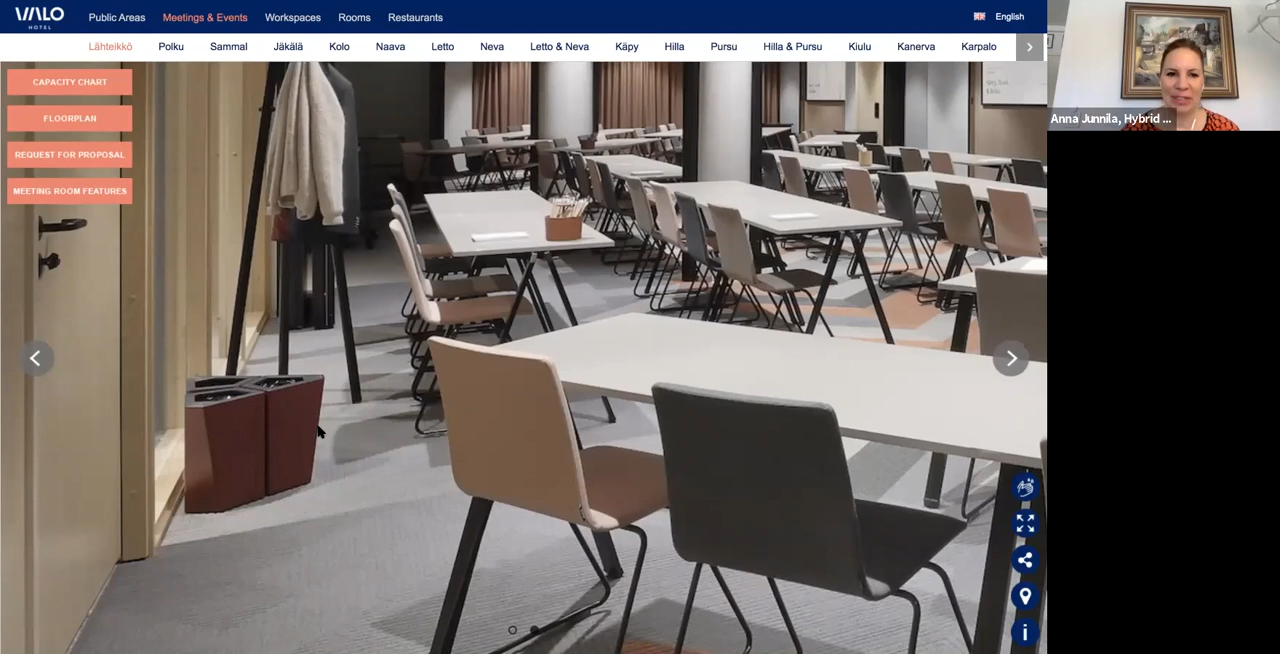 VALO
HOTEL
Public Areas
Meetings & Events
Workspaces
Rooms
Restaurants
English
Lähteikkö
Polku
Sammal
Jäkälä
Kolo
Naava
Letto
Neva
Letto & Neva
Käpy
Hilla
Pursu
Hilla & Pursu
Kiulu
Kanerva
Karpalo
CAPACITY CHART
FLOORPLAN
REQUEST FOR PROPOSAL
MEETING ROOM FEATURES
Anna Junnila, Hybrid ...